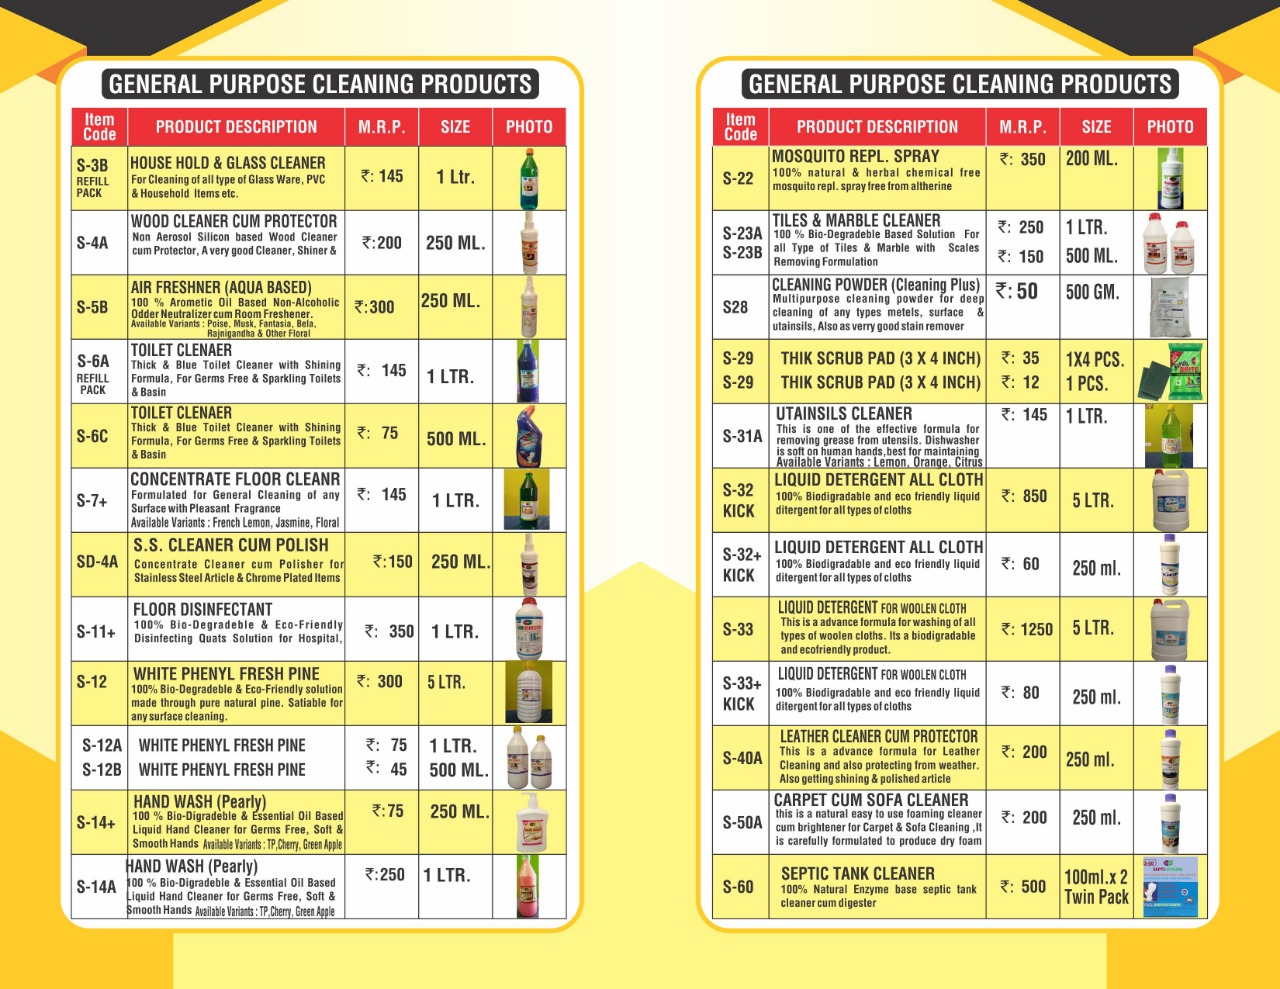 GENERAL PURPOSE CLEANING PRODUCTS
Item Code PRODUCT DESCRIPTION M.R.P. SIZE PHOTO
S-3B
REFILL
PACK
HOUSE HOLD & GLASS CLEANER
For Cleaning of all type of Glass Ware, PVC
& Household Items etc.
₹: 145
1 Ltr.
S-4A
WOOD CLEANER CUM PROTECTOR
Non Aerosol Silicon based Wood Cleaner
cum Protector, A very good Cleaner, Shiner &
₹:200
250 ML.
S-5B
AIR FRESHNER (AQUA BASED)
100 % Arometic Oil Based Non-Alcoholic
Odder Neutralizer cum Room Freshener.
Available Variants : Poise, Musk, Fantasia, Bela,
Rajnigandha & Other Floral
₹:300
250 ML.
S-6A
REFILL
PACK
TOILET CLENAER
Thick & Blue Toilet Cleaner with Shining
Formula, For Germs Free & Sparkling Toilets
& Basin
₹: 145
1 LTR.
S-6C
TOILET CLENAER
Thick & Blue Toilet Cleaner with Shining
Formula, For Germs Free & Sparkling Toilets
& Basin
₹: 75
500 ML.
S-7+
CONCENTRATE FLOOR CLEANR
Formulated for General Cleaning of any
Surface with Pleasant Fragrance
Available Variants : French Lemon, Jasmine, Floral
₹: 145
1 LTR.
SD-4A
S.S. CLEANER CUM POLISH
Concentrate Cleaner cum Polisher for
Stainless Steel Article & Chrome Plated Items
₹:150
250 ML.
S-11+
FLOOR DISINFECTANT
100% Bio-Degradeble & Eco-Friendly
Disinfecting Quats Solution for Hospital,
₹: 350
1 LTR.
S-12
WHITE PHENYL FRESH PINE
100% Bio-Degradeble & Eco-Friendly solution
made through pure natural pine. Satiable for
any surface cleaning.
₹: 300
5 LTR.
S-12A WHITE PHENYL FRESH PINE ₹: 75 1 LTR.
S-12B WHITE PHENYL FRESH PINE ₹: 45 500 ML.
S-14+
HAND WASH (Pearly)
100 % Bio-Digradeble & Essential Oil Based
Liquid Hand Cleaner for Germs Free, Soft &
Smooth Hands Available Variants : TP,Cherry, Green Apple
₹:75
250 ML.
S-14A
HAND WASH (Pearly)
100 % Bio-Digradeble & Essential Oil Based
Liquid Hand Cleaner for Germs Free, Soft &
Smooth Hands Available Variants : TP,Cherry, Green Apple
₹:250
1 LTR.
GENERAL PURPOSE CLEANING PRODUCTS
Item Code PRODUCT DESCRIPTION M.R.P. SIZE PHOTO
S-22
MOSQUITO REPL. SPRAY
100% natural & herbal chemical free
mosquito repl. spray free from altherine
₹: 350
200 ML.
S-23A
S-23B
TILES & MARBLE CLEANER
100 % Bio-Degradeble Based Solution For
all Type of Tiles & Marble with Scales
Removing Formulation
₹: 250 1 LTR.
₹: 150 500 ML.
S28
CLEANING POWDER (Cleaning Plus)
Multipurpose cleaning powder for deep
cleaning of any types metels, surface &
utainsils, Also as verry good stain remover
₹: 50
500 GM.
S-29 THIK SCRUB PAD (3 X 4 INCH) ₹: 35 1X4 PCS.
S-29 THIK SCRUB PAD (3 X 4 INCH) ₹: 12 1 PCS.
S-31A
UTAINSILS CLEANER
This is one of the effective formula for
removing grease from utensils. Dishwasher
is soft on human hands,best for maintaining
Available Variants : Lemon, Orange, Citrus
₹: 145
1 LTR.
S-32
KICK
LIQUID DETERGENT ALL CLOTH
100% Biodigradable and eco friendly liquid
ditergent for all types of cloths
₹: 850
5 LTR.
S-32+
KICK
LIQUID DETERGENT ALL CLOTH
100% Biodigradable and eco friendly liquid
ditergent for all types of cloths
₹: 60
250 ml.
S-33
LIQUID DETERGENT FOR WOOLEN CLOTH
This is a advance formula for washing of all
types of woolen cloths. Its a biodigradable
and ecofriendly product.
₹: 1250
5 LTR.
S-33+
KICK
LIQUID DETERGENT FOR WOOLEN CLOTH
100% Biodigradable and eco friendly liquid
ditergent for all types of cloths
₹: 80
250 ml.
S-40A
LEATHER CLEANER CUM PROTECTOR
This is a advance formula for Leather
Cleaning and also protecting from weather.
Also getting shining & polished article
₹: 200
250 ml.
S-50A
CARPET CUM SOFA CLEANER
this is a natural easy to use foaming cleaner
cum brightener for Carpet & Sofa Cleaning ,It
is carefully formulated to produce dry foam
₹: 200
250 ml.
S-60
SEPTIC TANK CLEANER
100% Natural Enzyme base septic tank
cleaner cum digester
₹: 500
100ml.x 2
Twin Pack